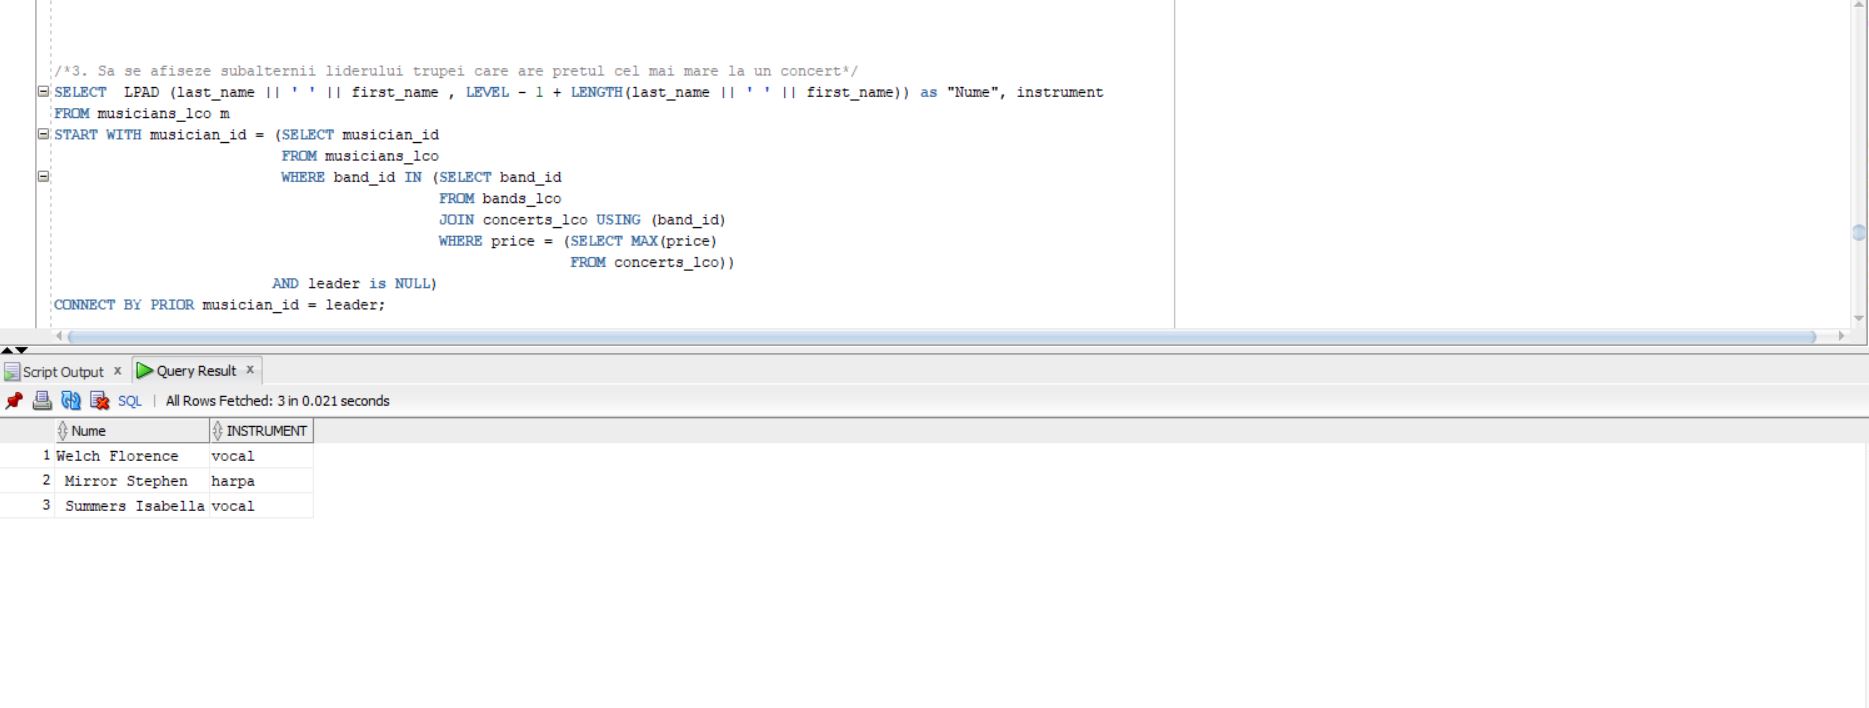 /*3. Sa se afiseze subalternii liderului trupei care are pretul cel mai mare la un concert*/
SELECT  LPAD (last_name || ' ' || first_name , LEVEL - 1 + LENGTH(last_name || ' ' || first_name)) as "Nume", instrument
FROM musicians_lco m
START WITH musician_id = (SELECT musician_id
FROM musicians_lco
WHERE band_id IN (SELECT band_id
FROM bands_lco
JOIN concerts_lco USING (band_id)
WHERE price = (SELECT MAX(price)
FROM concerts_lco))
AND leader is NULL)
CONNECT BY PRIOR musician_id = leader;
Script Output x Query Result x
SQL | All Rows Fetched: 3 in 0.021 seconds
Nume INSTRUMENT
1 Welch Florence vocal
2 Mirror Stephen harpa
3 Summers Isabella vocal